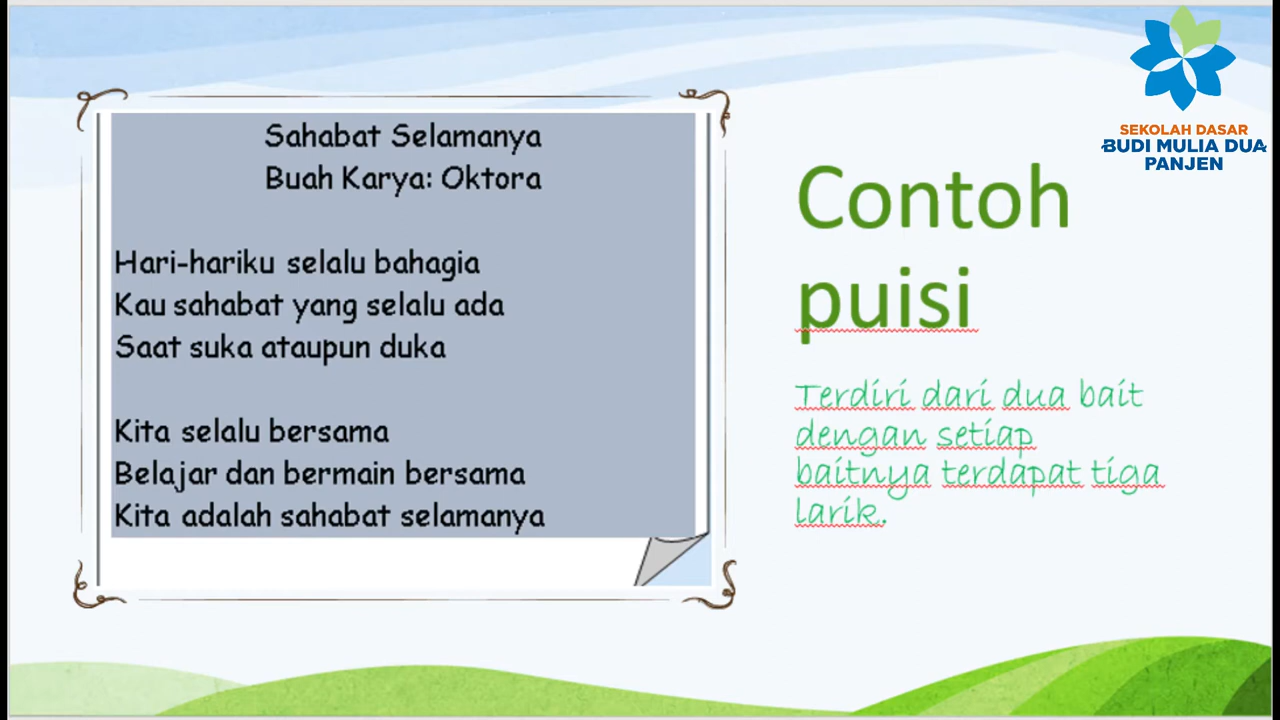 Sahabat Selamanya
Buah Karya: Oktora
Hari-hariku selalu bahagia
Kau sahabat yang selalu ada
Saat suka ataupun duka
Kita selalu bersama
Belajar dan bermain bersama
Kita adalah sahabat selamanya
SEKOLAH DASAR
BUDI MULIA DUA
PANJEN
Contoh
puisi
Terdiri dari dua bait
dengan setiap
baitnya terdapat tiga
larik.